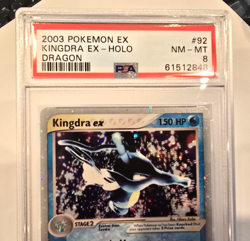 2003 POKEMON EX #92
KINGDRA EX-HOLO NM-MT
DRAGON 8
PSA 61512848
Kingdra ex 150 HP
STAGE 2